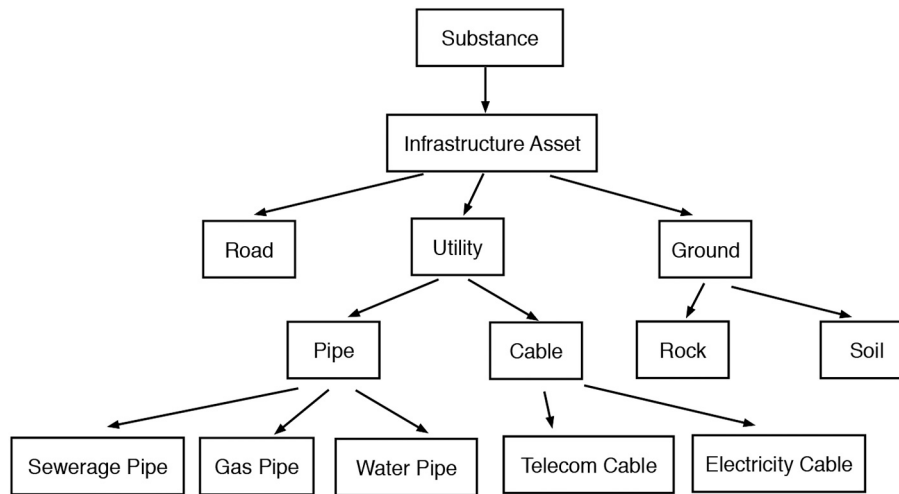 Substance
Infrastructure Asset
Road
Utility
Ground
Pipe
Cable
Rock
Soil
Sewerage Pipe
Gas Pipe
Water Pipe
Telecom Cable
Electricity Cable